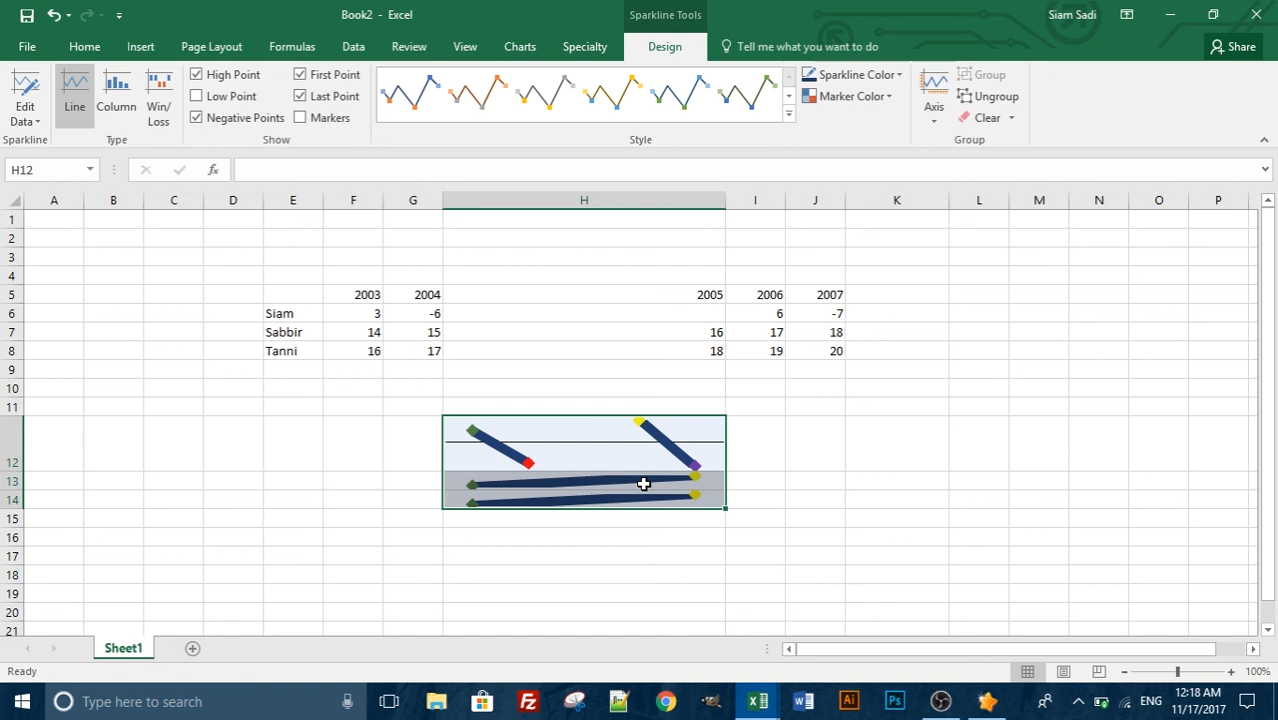 Book2 - Excel
Sparkline Tools
Siam Sadi
File
Home
Insert
Page Layout
Formulas
Data
Review
View
Charts
Specialty
Design
Tell me what you want to do
Share
Edit Data
Line
Column
Win/ Loss
High Point
Low Point
Negative Points
First Point
Last Point
Markers
Sparkline Color
Marker Color
Axis
Group
Ungroup
Clear
Sparkline
Type
Show
Style
Group
H12
fx
A B C D E F G H I J K L M N O P
1
2
3
4
5 2003 2004 2005 2006 2007
6 Siam 3 -6 6 -7
7 Sabbir 14 15 16 17 18
8 Tanni 16 17 18 19 20
9
10
11
12
13
14
15
16
17
18
19
20
21
Sheet1
Ready
100%
Type here to search
Fz
W
Ai
Ps
ENG
12:18 AM
11/17/2017